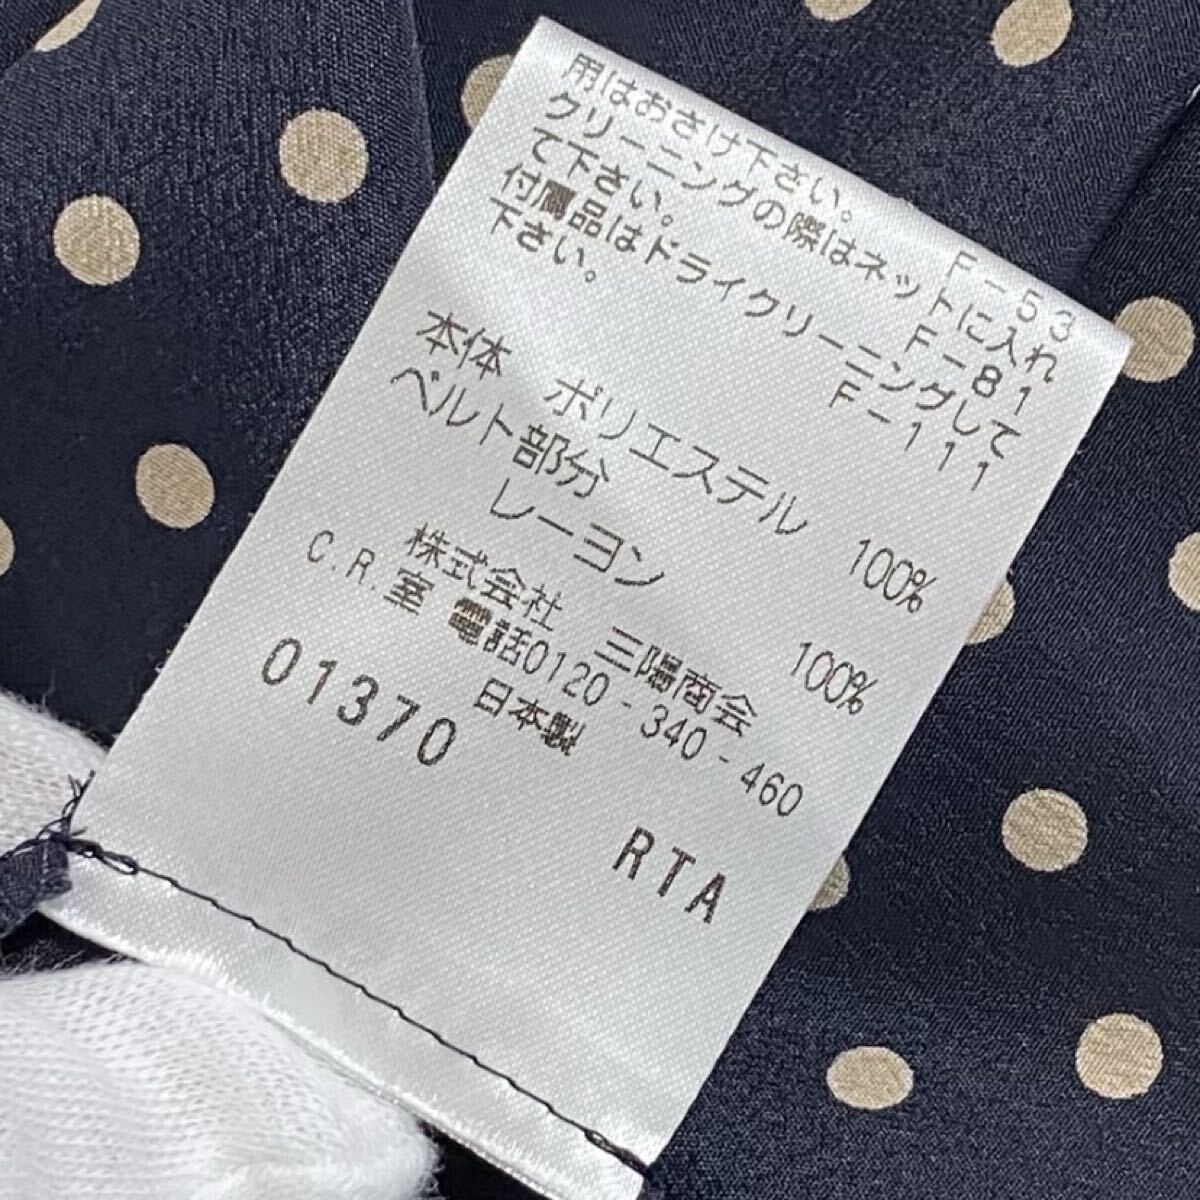 用はおさけ下さい。
F-53
クリーニングの際はネットに入れ
て下さい。
F-81
付属品はドライクリーニングして
下さい。
F-111
本体 ポリエステル 100%
ベルト部分
レーヨン 100%
株式会社 三陽商会
C.R.室 電話0120-340-460
日本製
01370
RTA